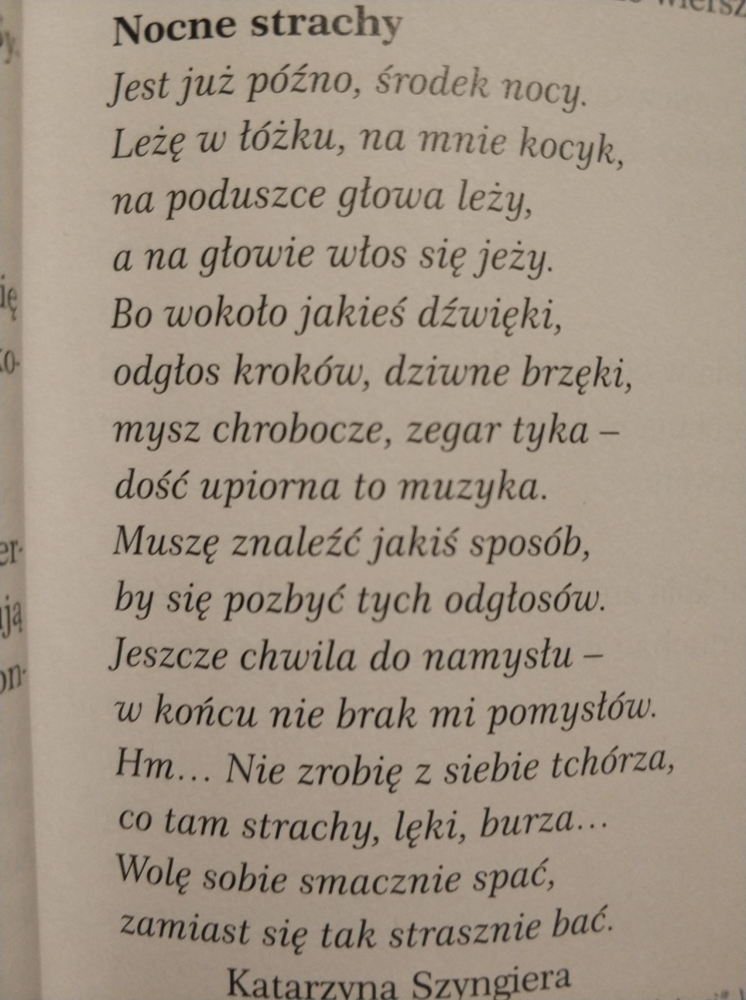 Nocne strachy
Jest już późno, środek nocy.
Leżę w łóżku, na mnie kocyk,
na poduszce głowa leży,
a na głowie włos się jeży.
Bo wokoło jakieś dźwięki,
odgłos kroków, dziwne brzęki,
mysz chrobocze, zegar tyka –
dość upiorna to muzyka.
Muszę znaleźć jakiś sposób,
by się pozbyć tych odgłosów.
Jeszcze chwila do namysłu –
w końcu nie brak mi pomysłów.
Hm... Nie zrobię z siebie tchórza,
co tam strachy, lęki, burza...
Wolę sobie smacznie spać,
zamiast się tak strasznie bać.
Katarzyna Szyngiera